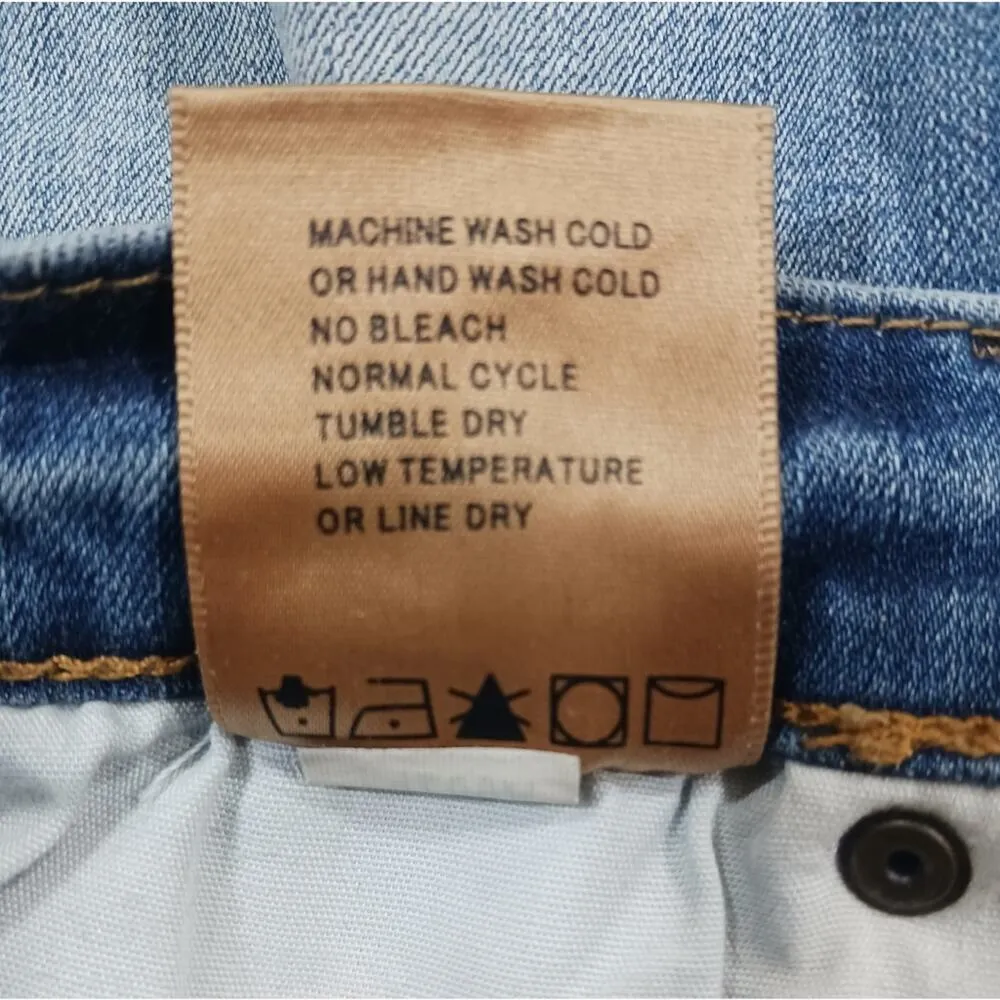 MACHINE WASH COLD
OR HAND WASH COLD
NO BLEACH
NORMAL CYCLE
TUMBLE DRY
LOW TEMPERATURE
OR LINE DRY